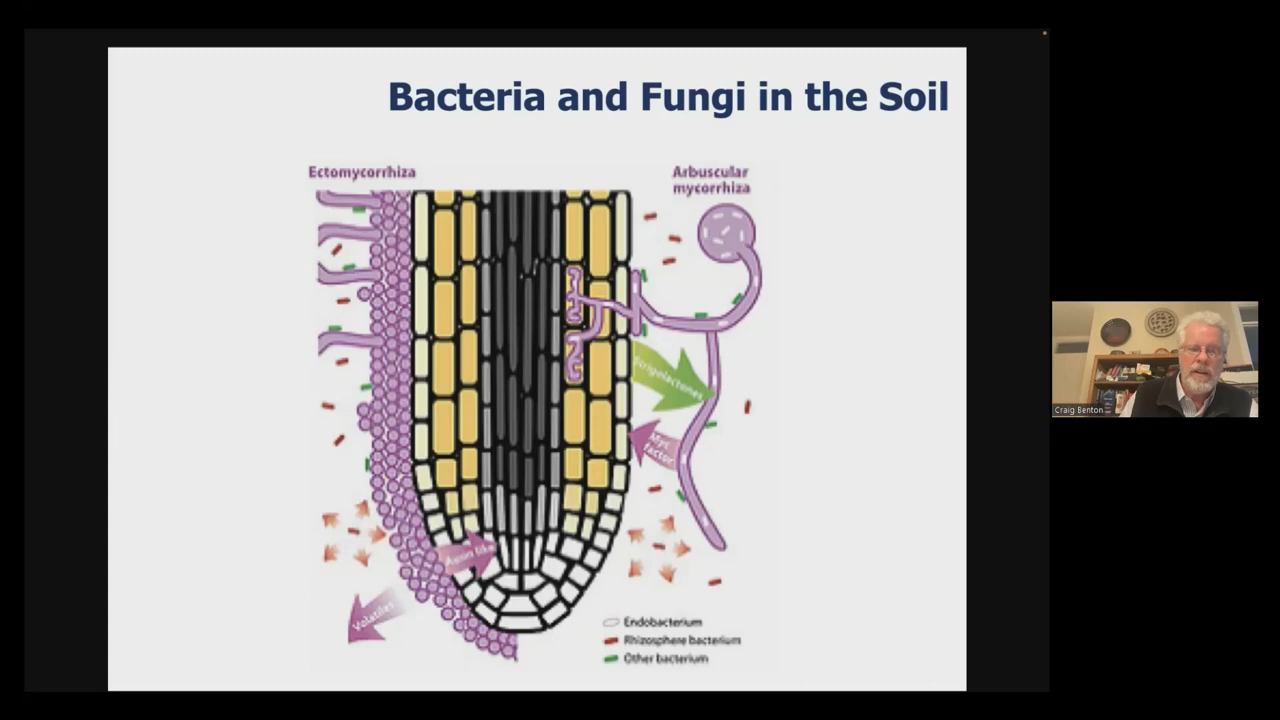 Bacteria and Fungi in the Soil
Ectomycorrhiza
Arbuscular
mycorrhiza
Strigolactones
Myc
factor
Auxin like
Volatiles
Endobacterium
Rhizosphere bacterium
Other bacterium
Craig Benton